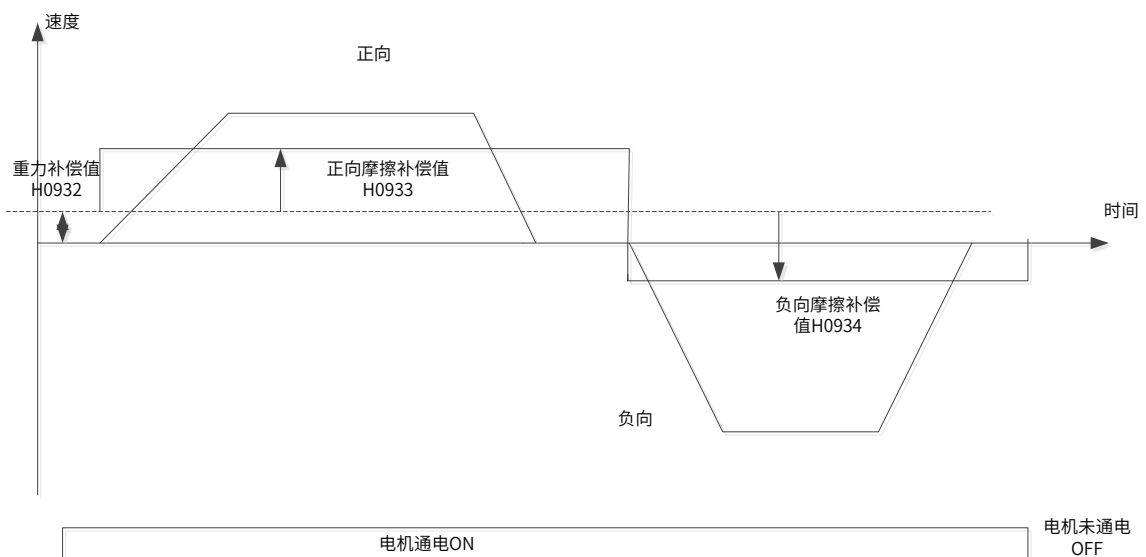 速度
正向
重力补偿值
H0932
正向摩擦补偿值
H0933
时间
负向摩擦补偿
值H0934
负向
电机通电ON
电机未通电
OFF